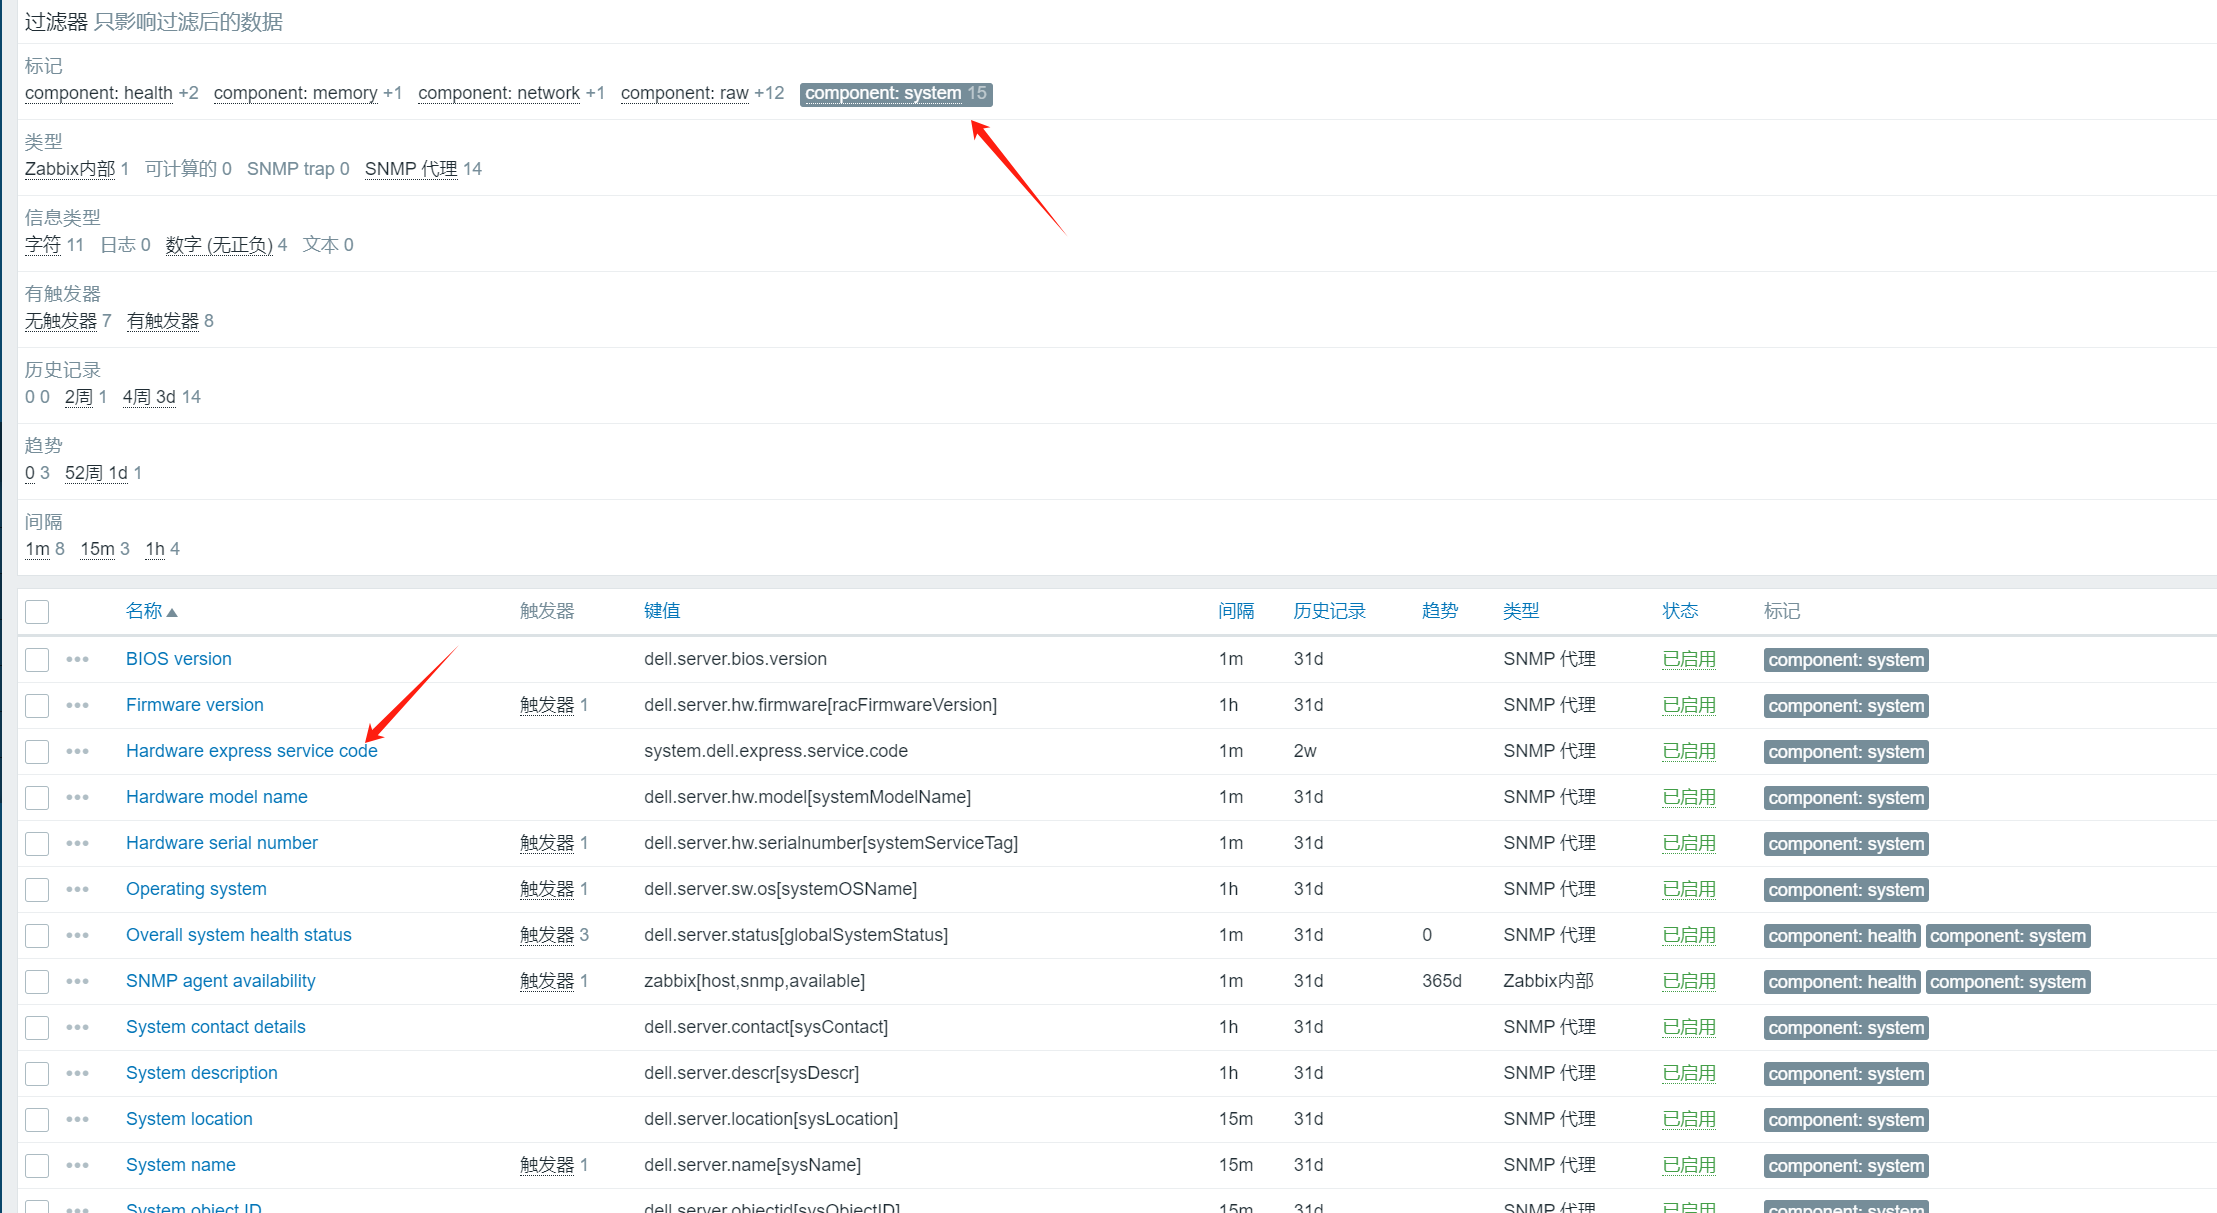 过滤器 只影响过滤后的数据
标记
component: health +2 component: memory +1 component: network +1 component: raw +12 component: system 15
类型
Zabbix内部 1 可计算的 0 SNMP trap 0 SNMP 代理 14
信息类型
字符 11 日志 0 数字 (无正负) 4 文本 0
有触发器
无触发器 7 有触发器 8
历史记录
0 0 2周 1 4周 3d 14
趋势
0 3 52周 1d 1
间隔
1m 8 15m 3 1h 4
名称 触发器 键值 间隔 历史记录 趋势 类型 状态 标记
BIOS version dell.server.bios.version 1m 31d SNMP 代理 已启用 component: system
Firmware version 触发器 1 dell.server.hw.firmware[racFirmwareVersion] 1h 31d SNMP 代理 已启用 component: system
Hardware express service code system.dell.express.service.code 1m 2w SNMP 代理 已启用 component: system
Hardware model name dell.server.hw.model[systemModelName] 1m 31d SNMP 代理 已启用 component: system
Hardware serial number 触发器 1 dell.server.hw.serialnumber[systemServiceTag] 1m 31d SNMP 代理 已启用 component: system
Operating system 触发器 1 dell.server.sw.os[systemOSName] 1h 31d SNMP 代理 已启用 component: system
Overall system health status 触发器 3 dell.server.status[globalSystemStatus] 1m 31d 0 SNMP 代理 已启用 component: health component: system
SNMP agent availability 触发器 1 zabbix[host,snmp,available] 1m 31d 365d Zabbix内部 已启用 component: health component: system
System contact details dell.server.contact[sysContact] 1h 31d SNMP 代理 已启用 component: system
System description dell.server.descr[sysDescr] 1h 31d SNMP 代理 已启用 component: system
System location dell.server.location[sysLocation] 15m 31d SNMP 代理 已启用 component: system
System name 触发器 1 dell.server.name[sysName] 15m 31d SNMP 代理 已启用 component: system
System object ID dell.server.objectid[sysObjectID] 15m 31d SNMP 代理 已启用 component: system